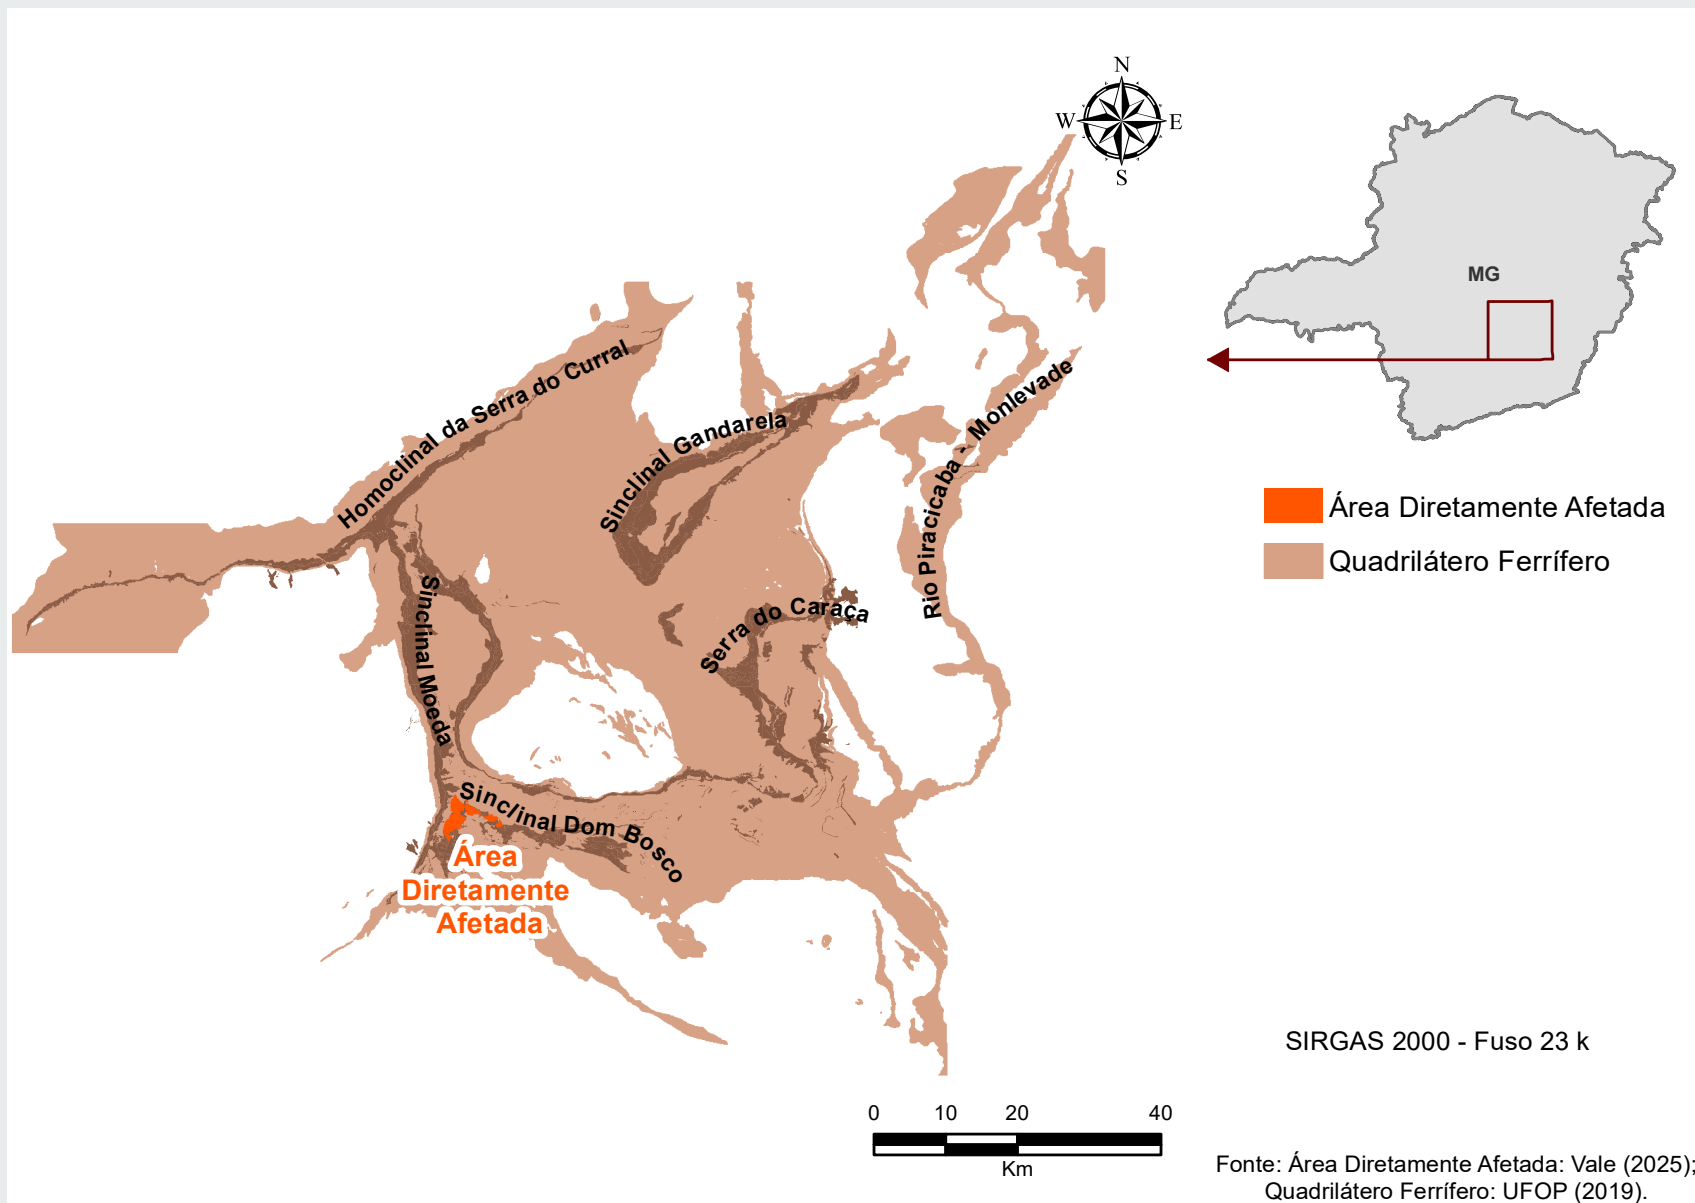 N
W
E
S
MG
Homoclinal da Serra do Curral
Sinclinal Gandarela
Rio Piracicaba - Monlevade
Sinclinal Moeda
Serra do Caraça
Sinc/inal Dom Bosco
Área
Diretamente
Afetada
Área Diretamente Afetada
Quadrilátero Ferrífero
SIRGAS 2000 - Fuso 23 k
0 10 20 40
Km
Fonte: Área Diretamente Afetada: Vale (2025);
Quadrilátero Ferrífero: UFOP (2019).